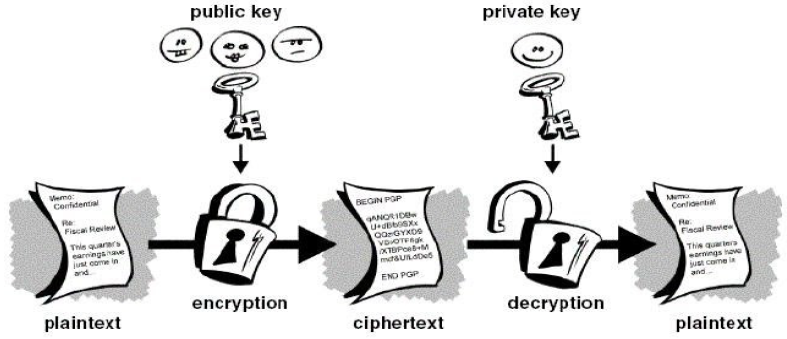 public key
private key
Memo:
Confidential
Re:
Fiscal Review
This quarter's
earnings have
just come in
and...
BEGIN PGP
END PGP
Memo
Confidential
Re:
Fiscal Review
This quarter's
earnings have
just come in
and...
encryption
decryption
plaintext
ciphertext
plaintext